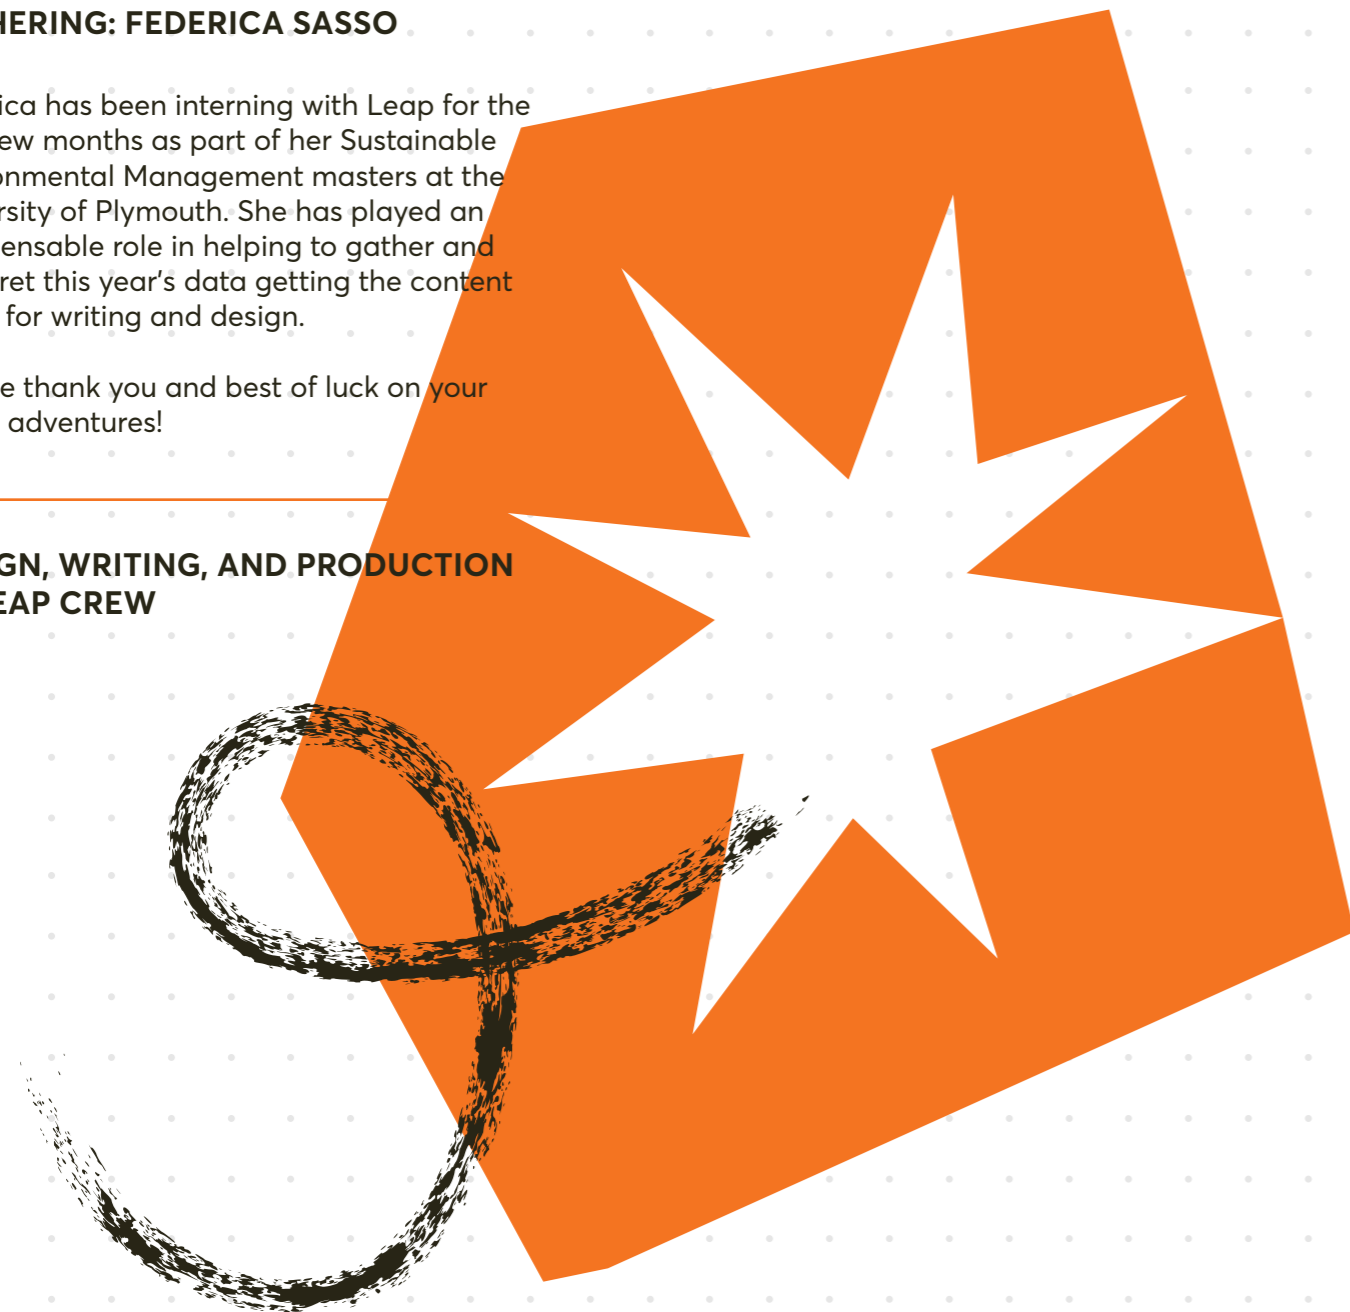 HERING: FEDERICA SASSO
ica has been interning with Leap for the
ew months as part of her Sustainable
onmental Management masters at the
rsity of Plymouth. She has played an
ensable role in helping to gather and
ret this year’s data getting the content
for writing and design.
e thank you and best of luck on your
adventures!
GN, WRITING, AND PRODUCTION
EAP CREW